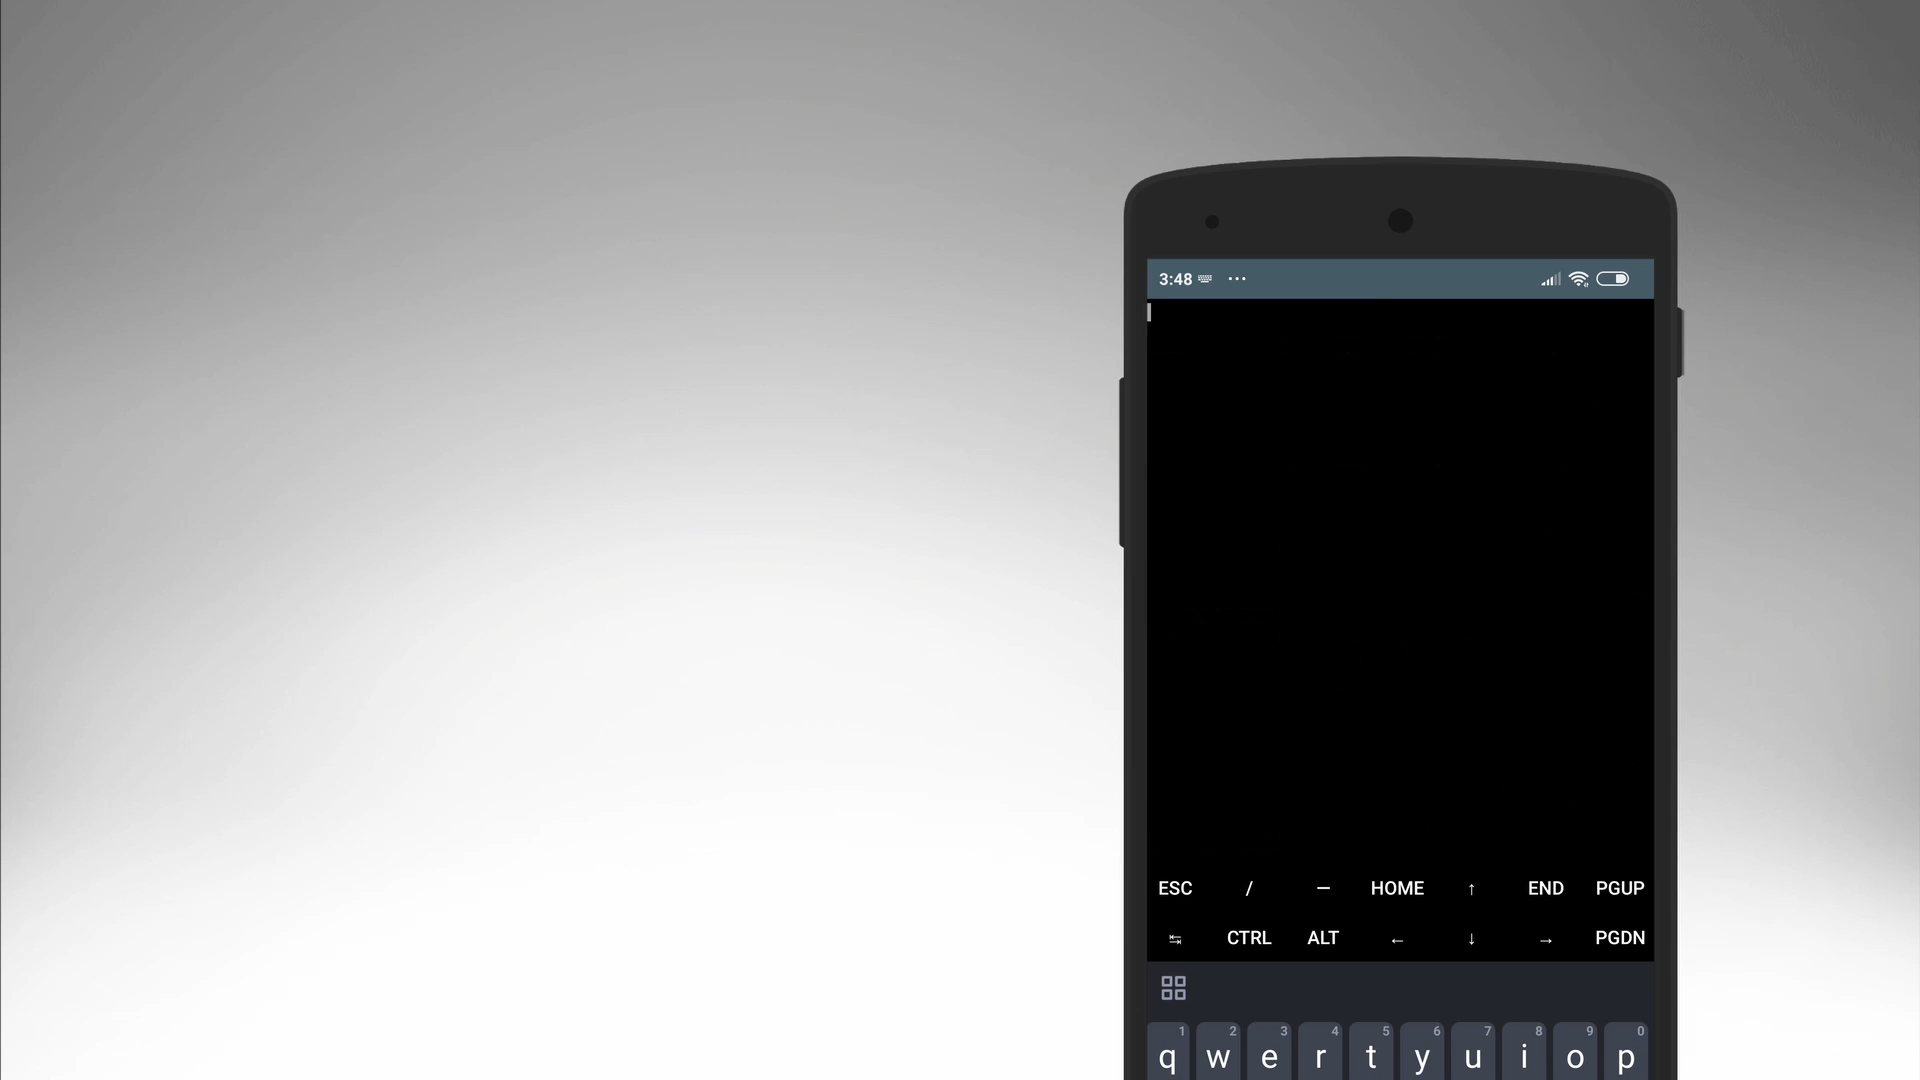 3:48 ...
ESC / — HOME ↑ END PGUP
⇆ CTRL ALT ← ↓ → PGDN
1 2 3 4 5 6 7 8 9 0
q w e r t y u i o p